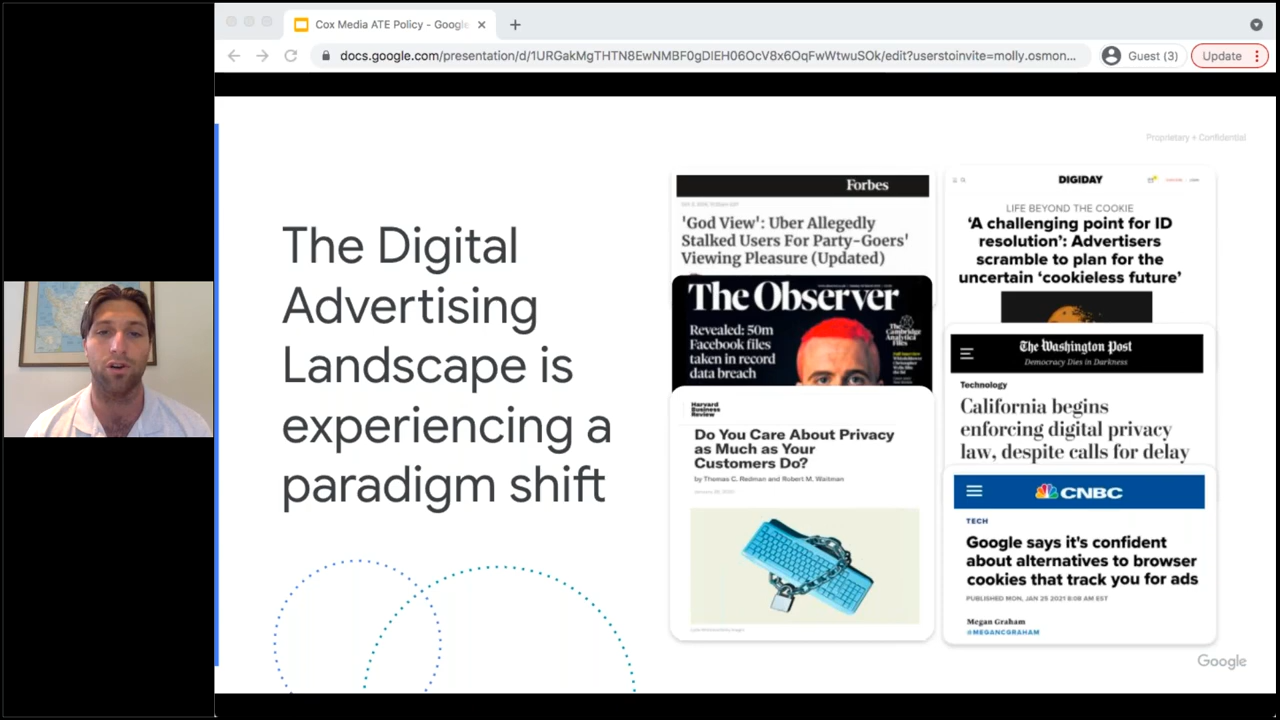 Cox Media ATE Policy - Google
docs.google.com/presentation/d/1URGakMgTHTN8EwNMBF0gDIEH06OcV8x6OqFwWtwuSOk/edit?userstoinvite=molly.osmon...
Guest (3)
Update
Proprietary + Confidential
The Digital
Advertising
Landscape is
experiencing a
paradigm shift
Forbes
'God View': Uber Allegedly
Stalked Users For Party-Goers'
Viewing Pleasure (Updated)
The Observer
Revealed: 50m
Facebook files
taken in record
data breach
The
Cambridge
Analytica
Files
Harvard
Business
Review
Do You Care About Privacy
as Much as Your
Customers Do?
by Thomas C. Redman and Robert M. Waitman
DIGIDAY
LIFE BEYOND THE COOKIE
‘A challenging point for ID
resolution’: Advertisers
scramble to plan for the
uncertain ‘cookieless future’
The Washington Post
Democracy Dies in Darkness
Technology
California begins
enforcing digital privacy
law, despite calls for delay
CNBC
TECH
Google says it's confident
about alternatives to browser
cookies that track you for ads
PUBLISHED MON, JAN 25 2021 8:08 AM EST
Megan Graham
@MEGANCGRAHAM
Google